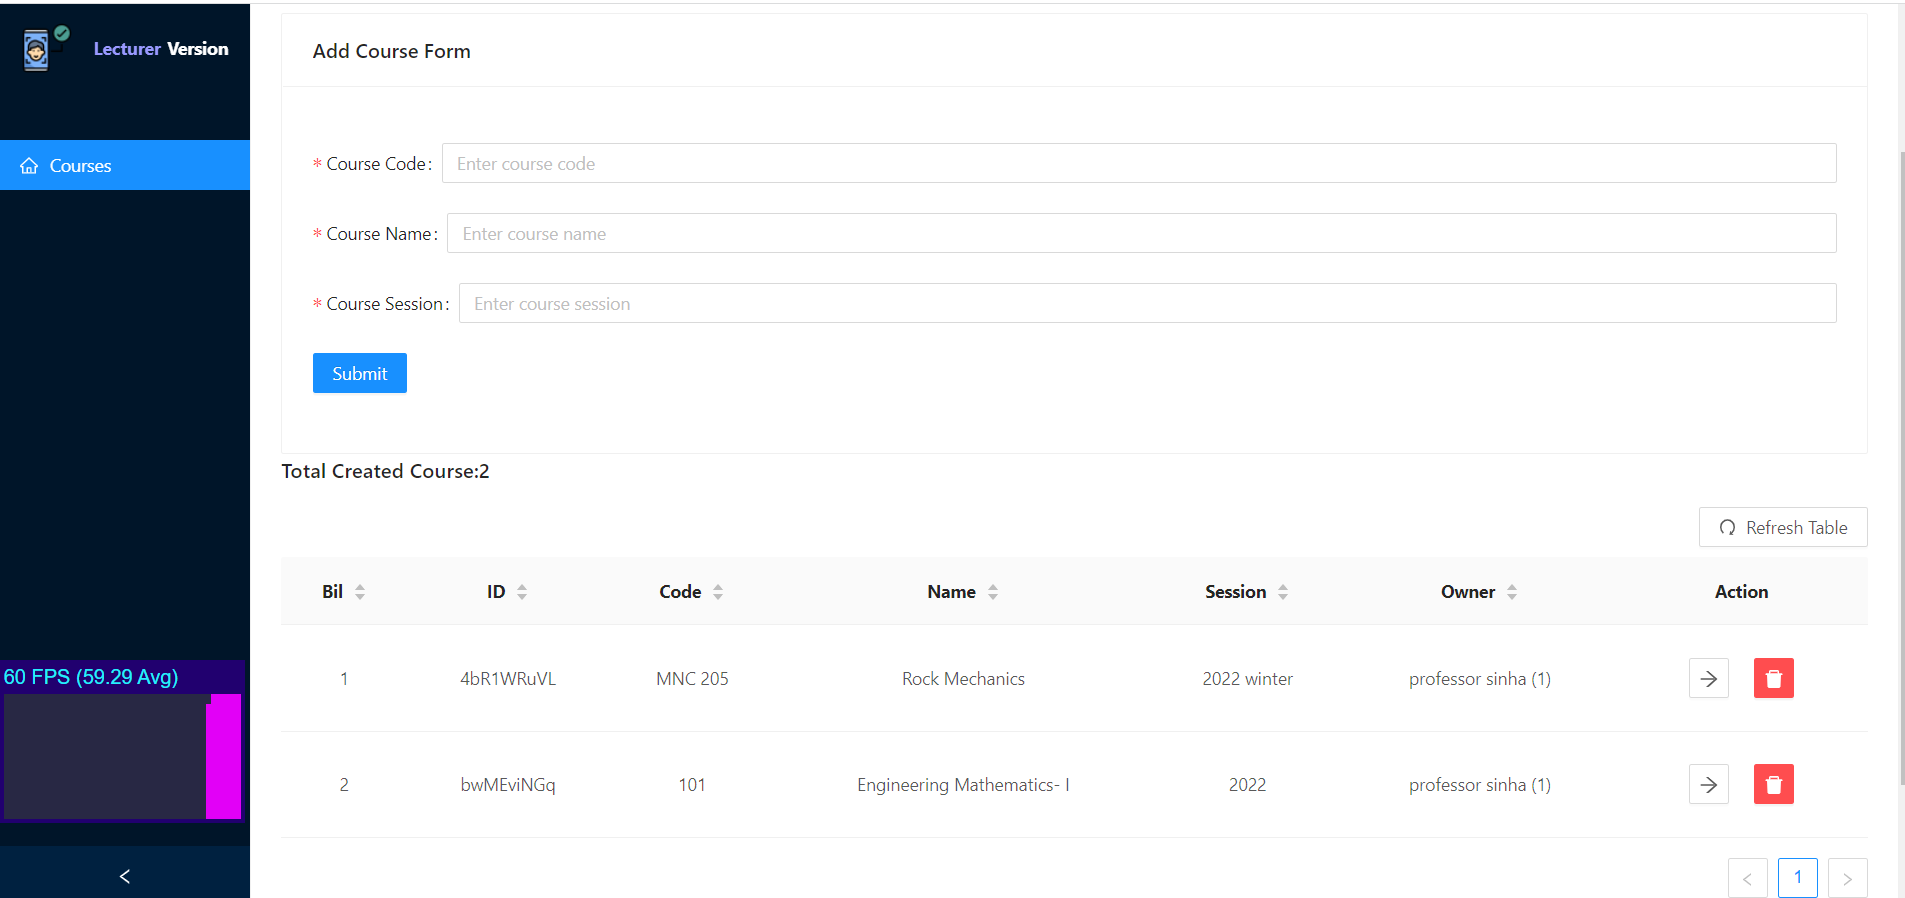 Lecturer Version
Courses
60 FPS (59.29 Avg)
Add Course Form
* Course Code: Enter course code
* Course Name: Enter course name
* Course Session: Enter course session
Submit
Total Created Course:2
Refresh Table
Bil ID Code Name Session Owner Action
1 4bR1WRuVL MNC 205 Rock Mechanics 2022 winter professor sinha (1)
2 bwMEviNGq 101 Engineering Mathematics- I 2022 professor sinha (1)
< 1 >